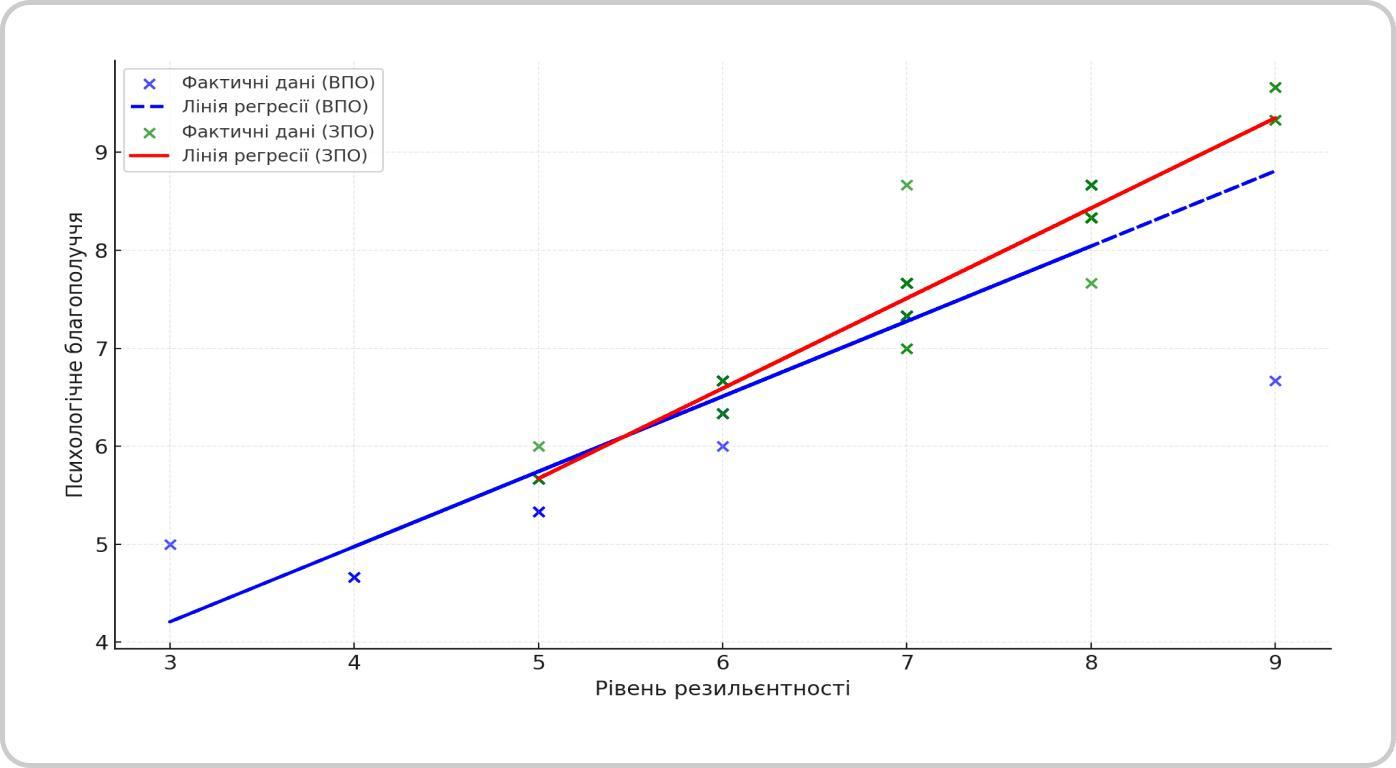 Фактичні дані (ВПО)
Лінія регресії (ВПО)
Фактичні дані (ЗПО)
Лінія регресії (ЗПО)
9
8
7
6
5
4
Психологічне благополуччя
3 4 5 6 7 8 9
Рівень резильєнтності